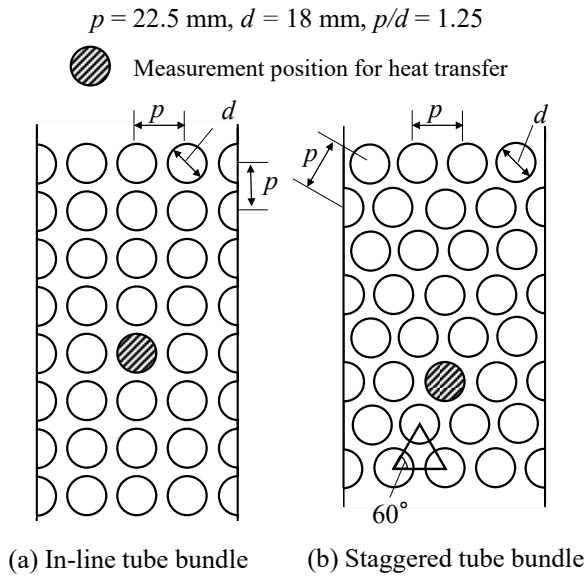 p = 22.5 mm, d = 18 mm, p/d = 1.25
Measurement position for heat transfer
p
d
p
p
d
p
60°
(a) In-line tube bundle
(b) Staggered tube bundle